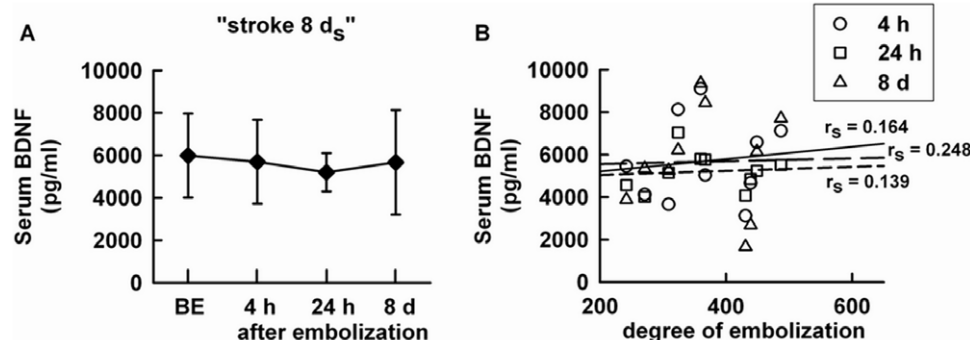 A
"stroke 8 dS"
Serum BDNF
(pg/ml)
10000
8000
6000
4000
2000
0
BE
4 h
24 h
8 d
after embolization
B
4 h
24 h
8 d
Serum BDNF
(pg/ml)
10000
8000
6000
4000
2000
0
rS = 0.164
rS = 0.248
rS = 0.139
200
400
600
degree of embolization